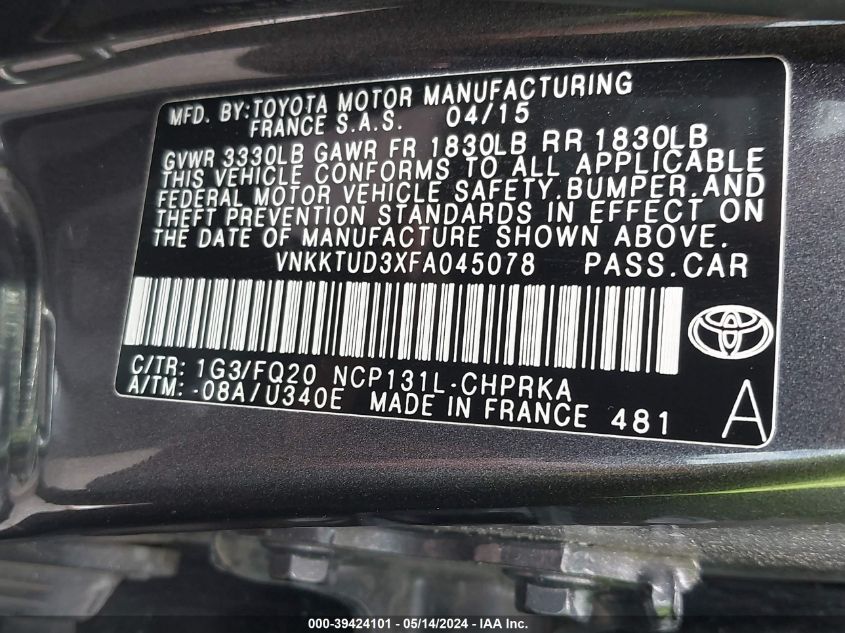 MFD. BY:TOYOTA MOTOR MANUFACTURING
FRANCE S.A.S. 04/15
GVWR 3330LB GAWR FR 1830LB RR 1830LB
THIS VEHICLE CONFORMS TO ALL APPLICABLE
FEDERAL MOTOR VEHICLE SAFETY,BUMPER,AND
THEFT PREVENTION STANDARDS IN EFFECT ON
THE DATE OF MANUFACTURE SHOWN ABOVE.
VNKKTUD3XFA045078 PASS.CAR
C/TR: 1G3/FQ20 NCP131L-CHPRKA
A/TM: -08A/U340E MADE IN FRANCE 481 A
000-39424101 - 05/14/2024 - IAA Inc.